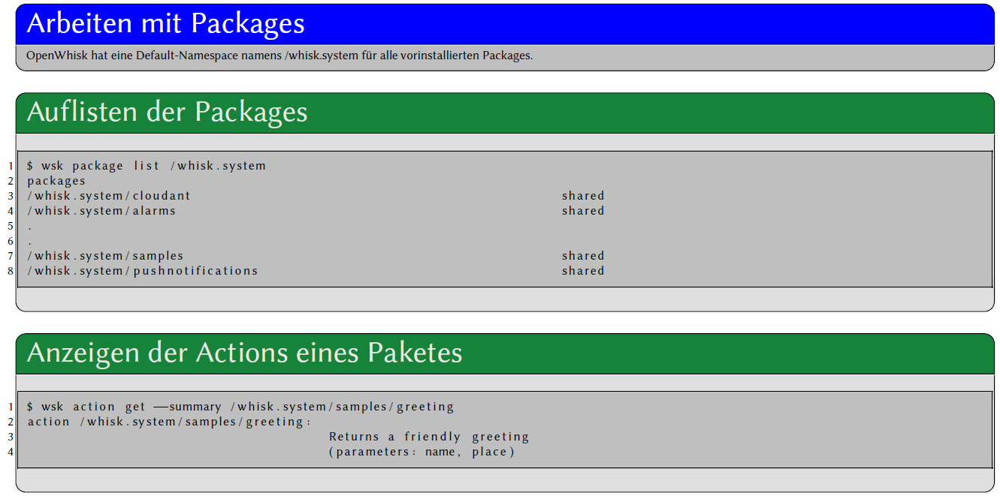 Arbeiten mit Packages
OpenWhisk hat eine Default-Namespace namens /whisk.system für alle vorinstallierten Packages.
Auflisten der Packages
1 $ wsk package list /whisk.system
2 packages
3 /whisk.system/cloudant shared
4 /whisk.system/alarms shared
5 .
6 .
7 /whisk.system/samples shared
8 /whisk.system/pushnotifications shared
Anzeigen der Actions eines Paketes
1 $ wsk action get —summary /whisk.system/samples/greeting
2 action /whisk.system/samples/greeting:
3 Returns a friendly greeting
4 (parameters: name, place)